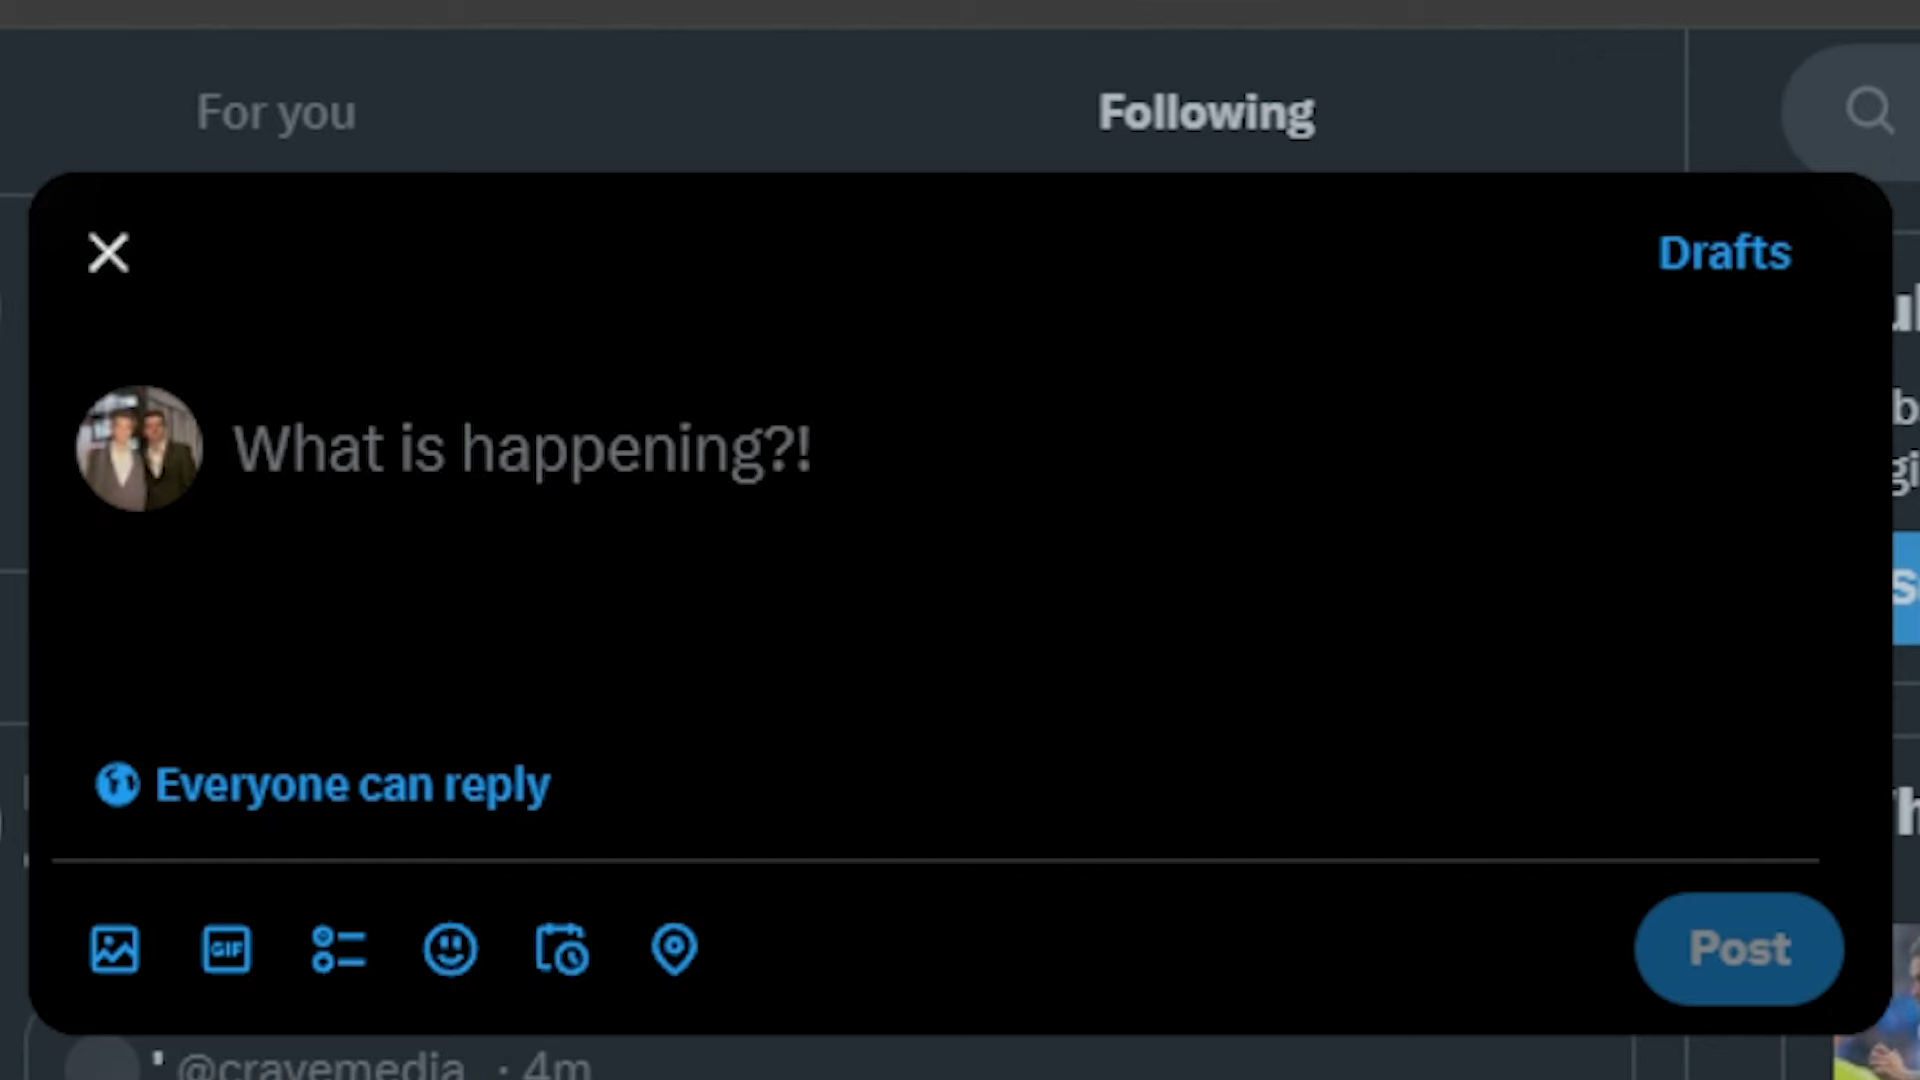 For you
Following
Drafts
What is happening?!
Everyone can reply
GIF
Post
@cravemedia · 4m